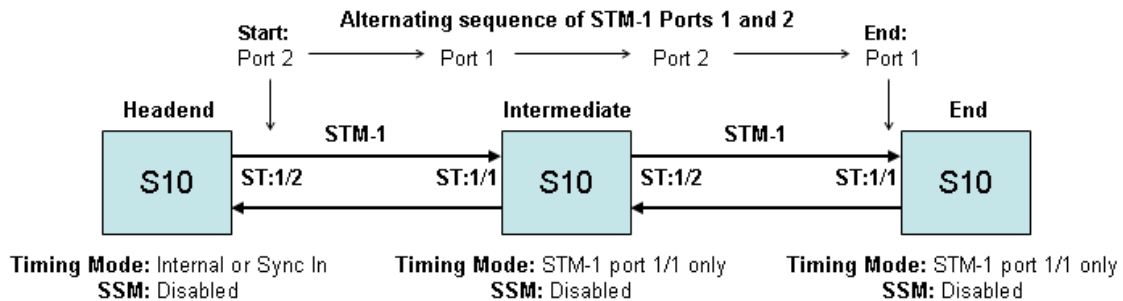 Alternating sequence of STM-1 Ports 1 and 2
Start:
End:
Port 2
Port 1
Port 2
Port 1
Headend
Intermediate
End
STM-1
STM-1
S10
ST:1/2
ST:1/1
S10
ST:1/2
ST:1/1
S10
Timing Mode: Internal or Sync In
SSM: Disabled
Timing Mode: STM-1 port 1/1 only
SSM: Disabled
Timing Mode: STM-1 port 1/1 only
SSM: Disabled